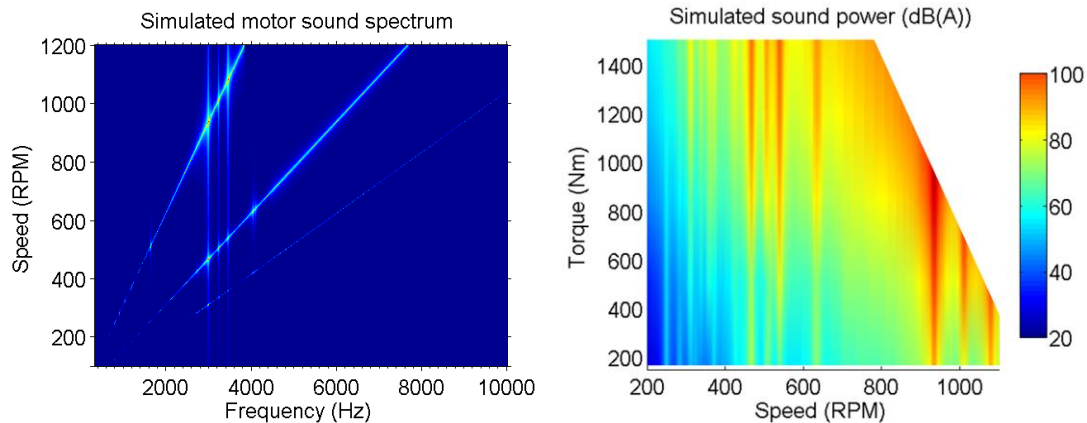 Simulated motor sound spectrum
1200
1000
800
600
400
200
Speed (RPM)
2000 4000 6000 8000 10000
Frequency (Hz)
Simulated sound power (dB(A))
1400
1200
1000
800
600
400
200
Torque (Nm)
200 400 600 800 1000
Speed (RPM)
100
80
60
40
20